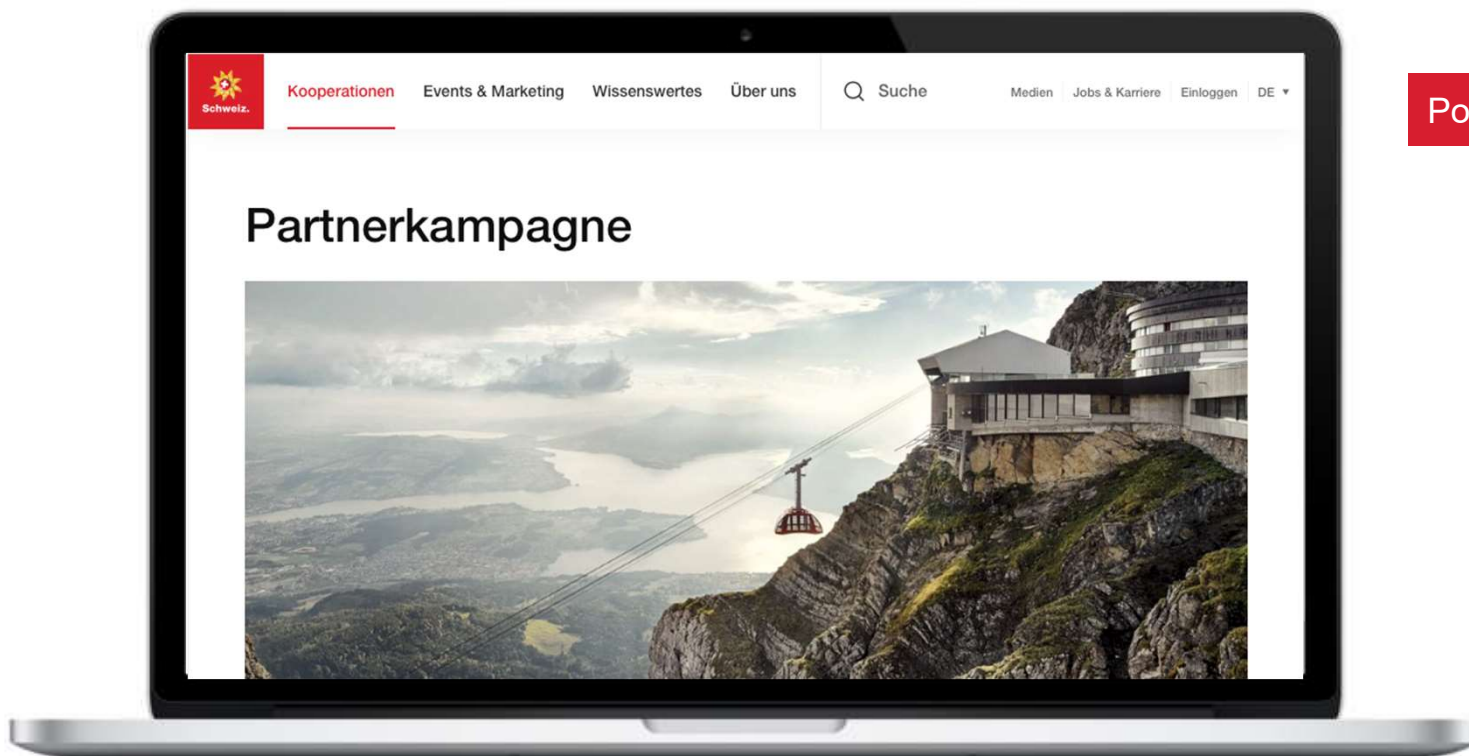 Schweiz.
Kooperationen Events & Marketing Wissenswertes Über uns Suche Medien Jobs & Karriere Einloggen DE
Po
Partnerkampagne